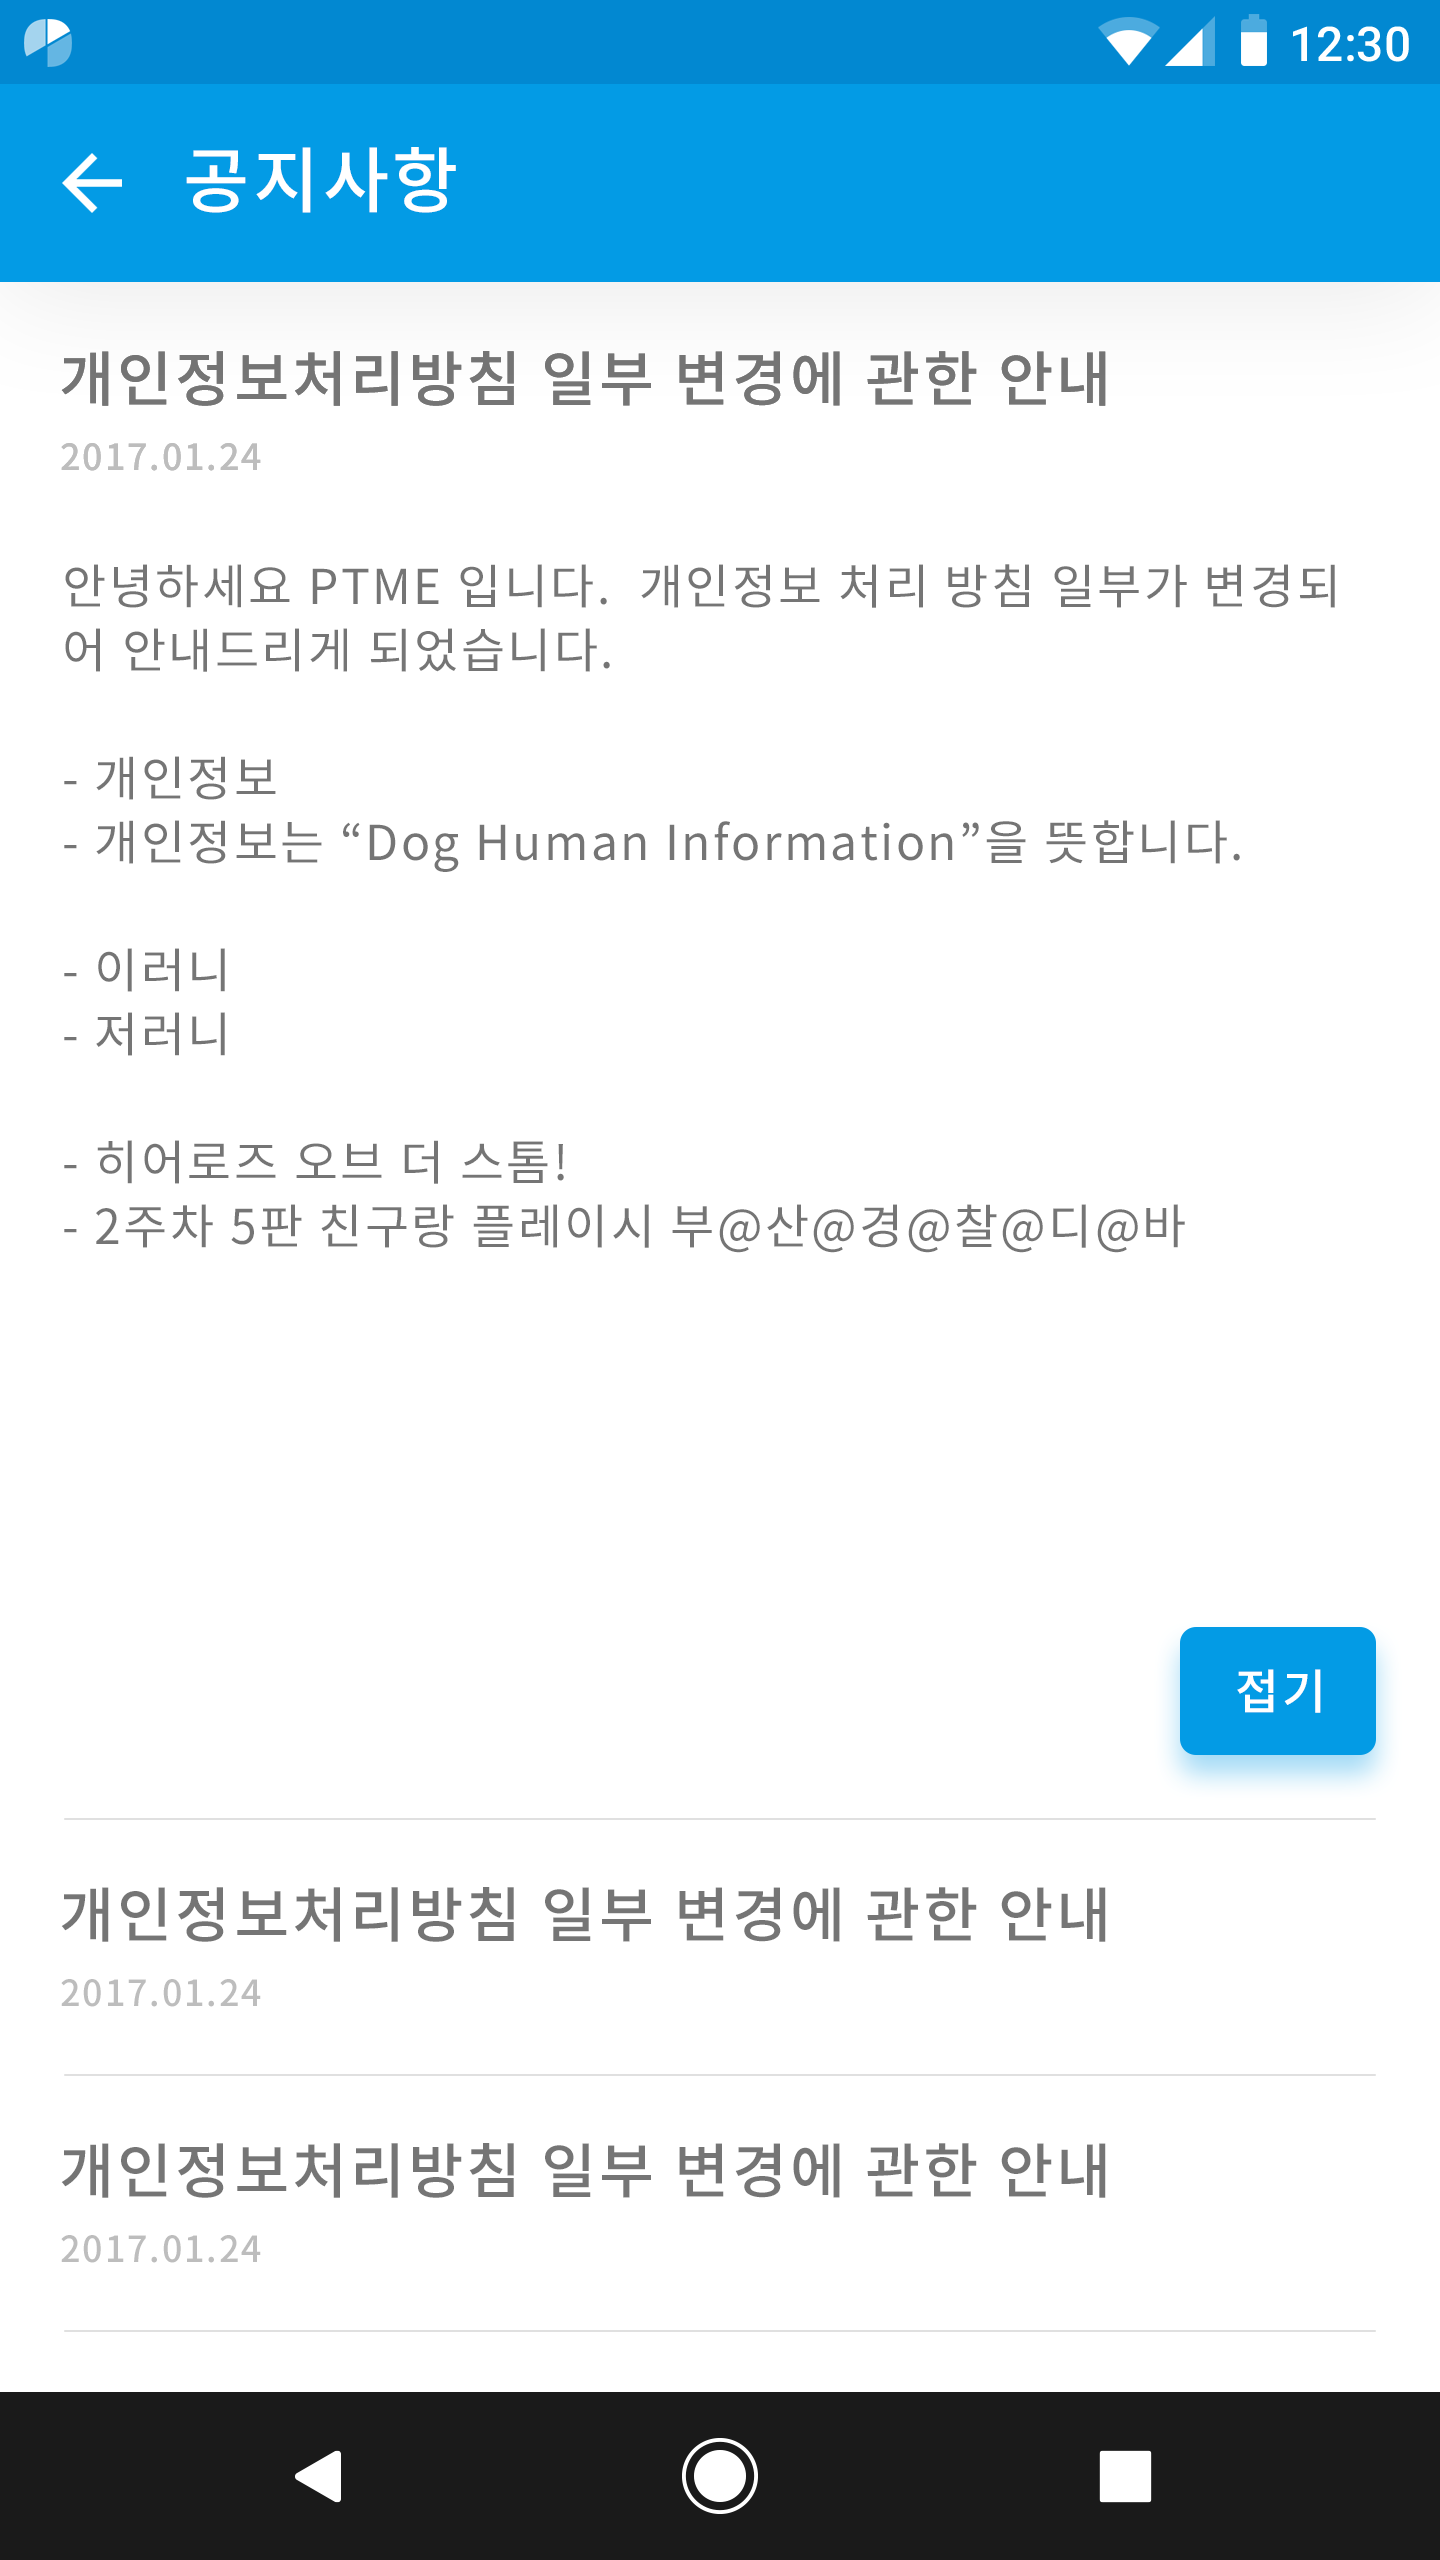 12:30
공지사항
개인정보처리방침 일부 변경에 관한 안내
2017.01.24
안녕하세요 PTME 입니다.  개인정보 처리 방침 일부가 변경되
어 안내드리게 되었습니다.
- 개인정보
- 개인정보는 “Dog Human Information”을 뜻합니다.
- 이러니
- 저러니
- 히어로즈 오브 더 스톰!
- 2주차 5판 친구랑 플레이시 부@산@경@찰@디@바
접기
개인정보처리방침 일부 변경에 관한 안내
2017.01.24
개인정보처리방침 일부 변경에 관한 안내
2017.01.24